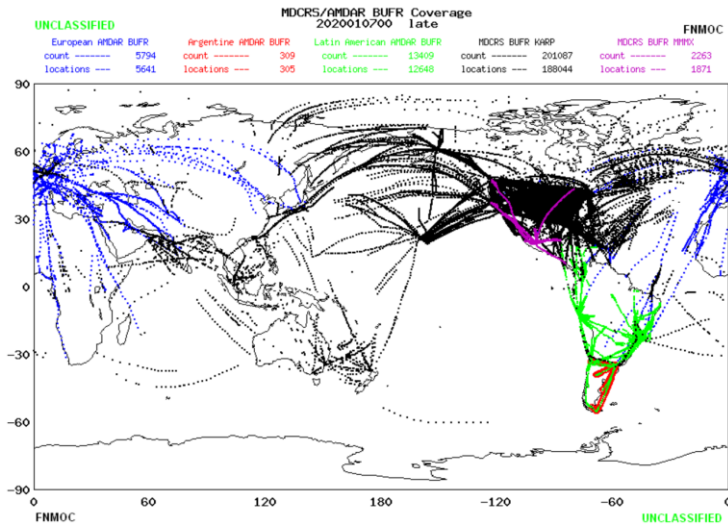 MDCRS/AMDAR BUFR Coverage
UNCLASSIFIED 2020010700 late FNMOC
European AMDAR BUFR Argentine AMDAR BUFR Latin American AMDAR BUFR MDCRS BUFR KARP MDCRS BUFR MMMX
count ------- 5794 count ------- 309 count ------- 13409 count ------- 201087 count ------- 2263
locations --- 5641 locations --- 305 locations --- 12648 locations --- 188044 locations --- 1871
90
60
30
0
-30
-60
-90
0 60 120 180 -120 -60 0
FNMOC UNCLASSIFIED